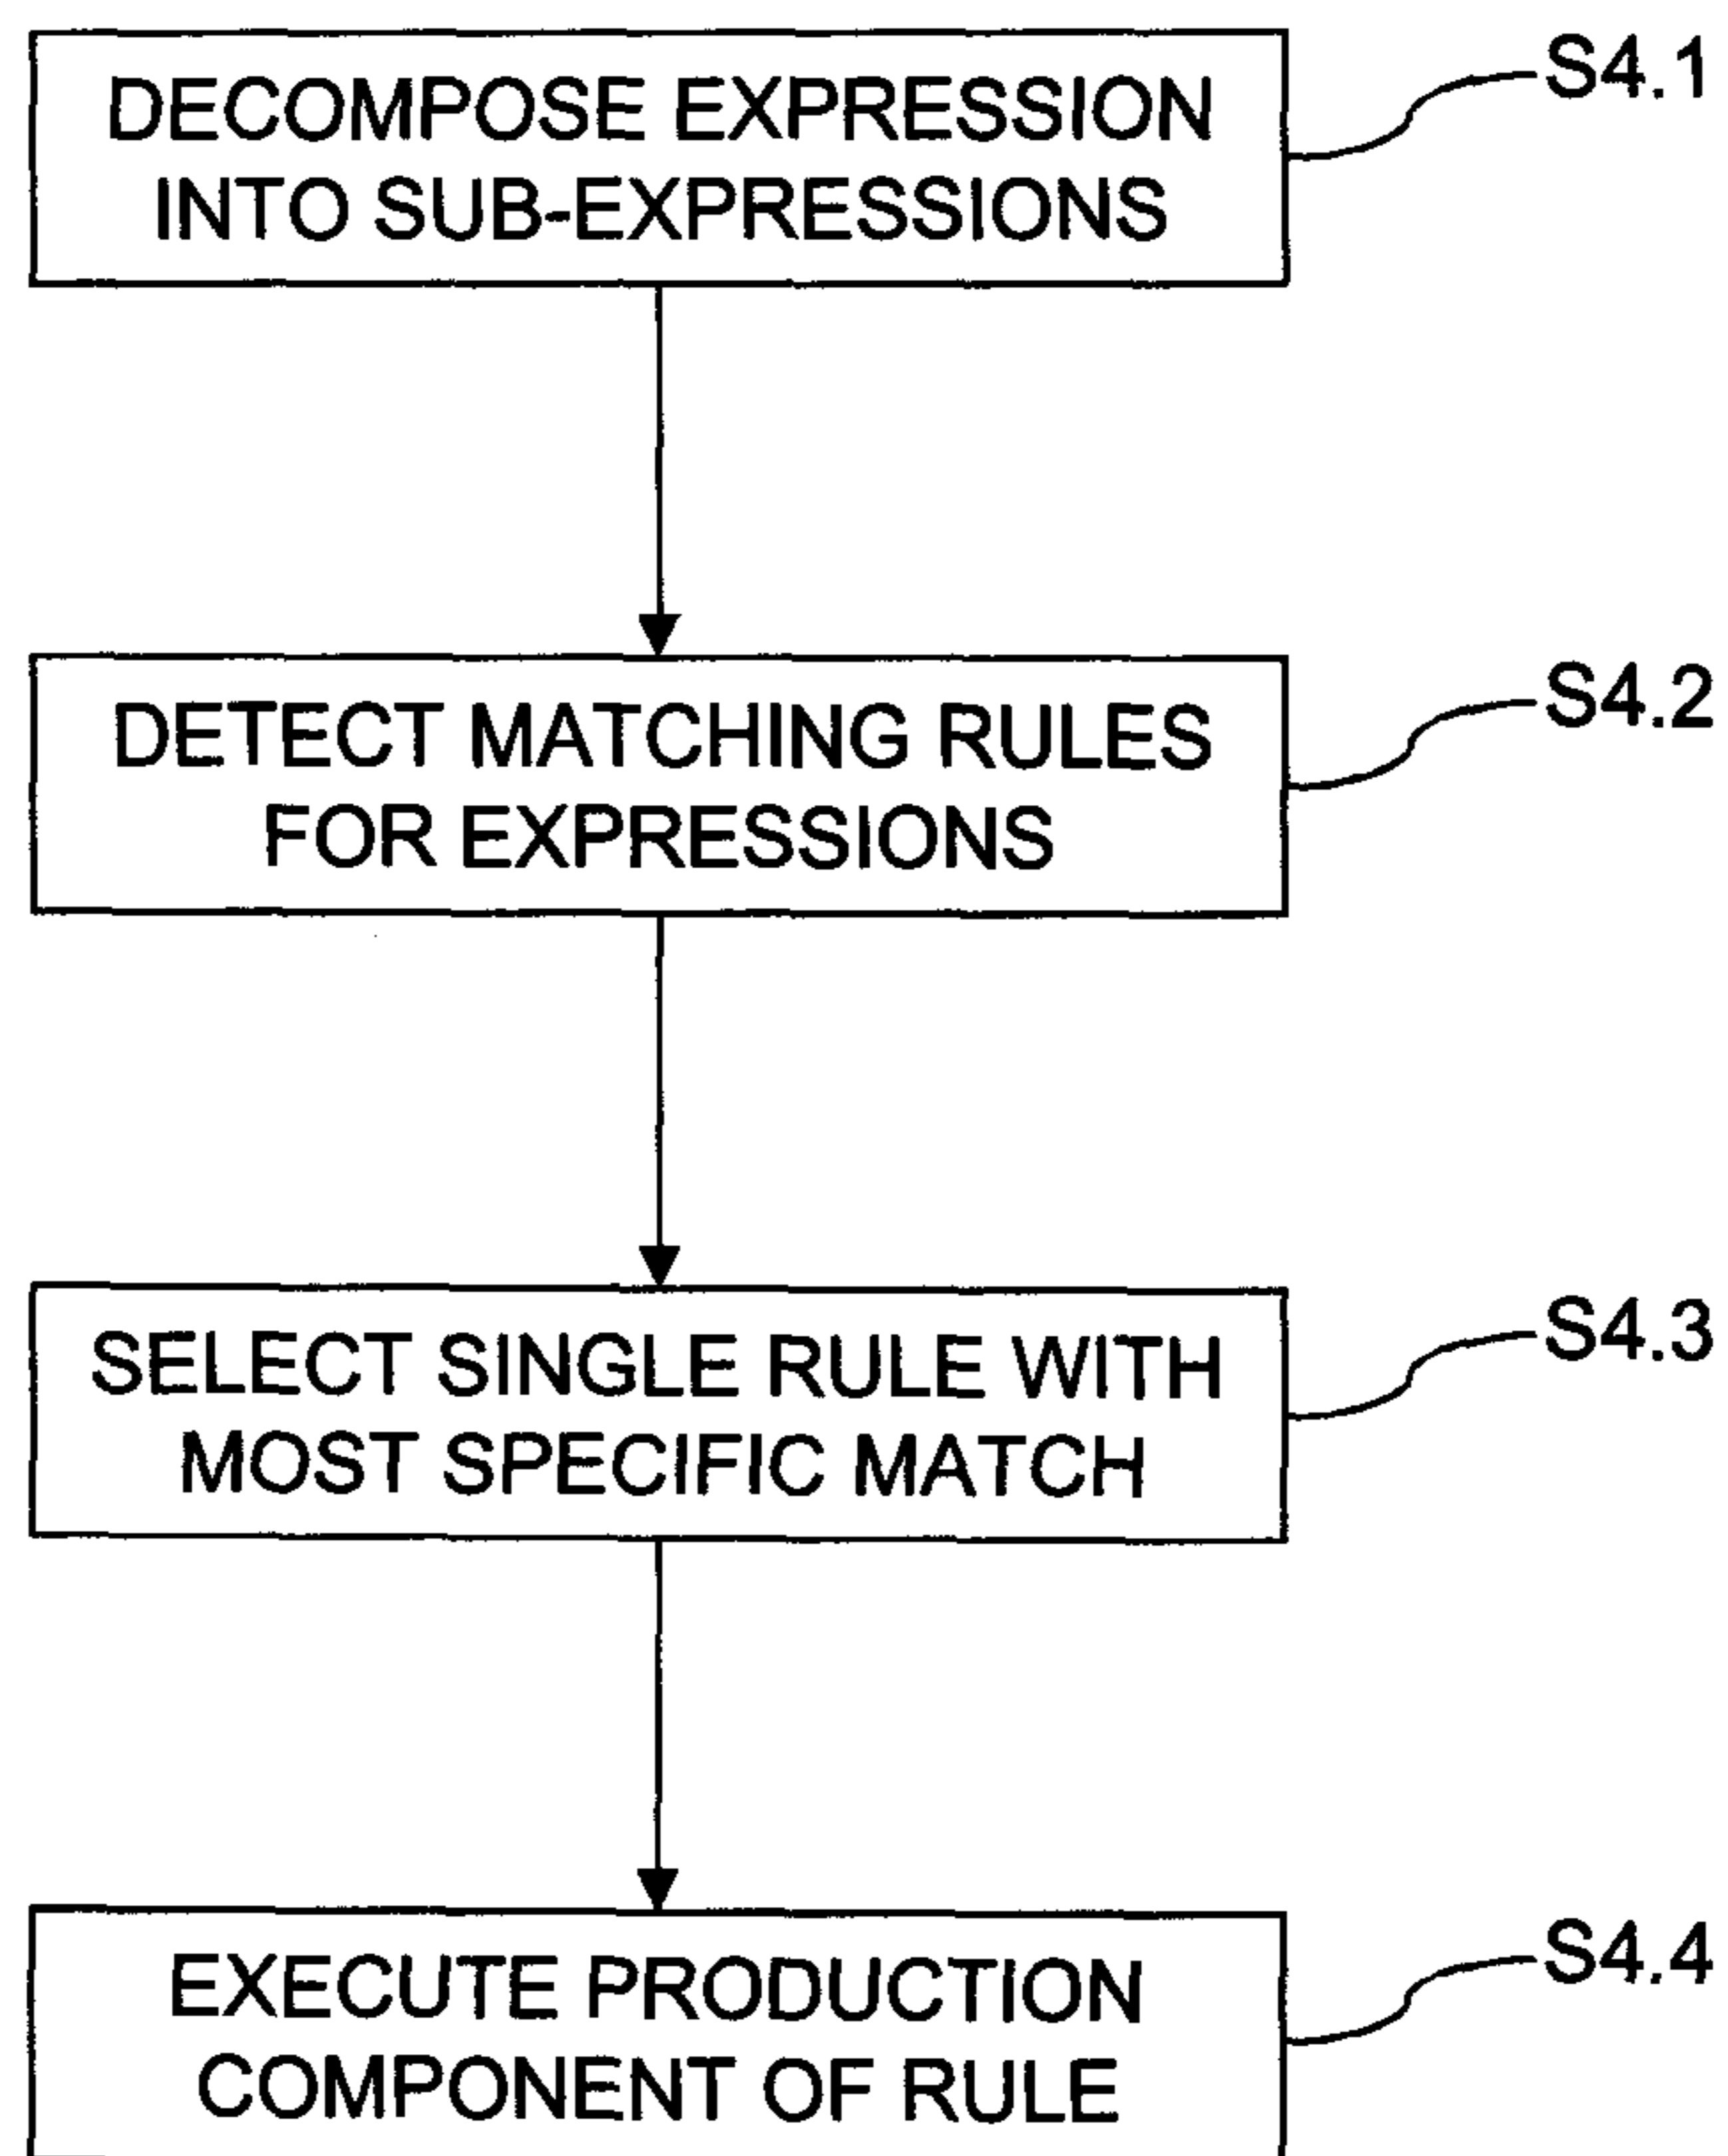 DECOMPOSE EXPRESSION
INTO SUB-EXPRESSIONS
S4.1
DETECT MATCHING RULES
FOR EXPRESSIONS
S4.2
SELECT SINGLE RULE WITH
MOST SPECIFIC MATCH
S4.3
EXECUTE PRODUCTION
COMPONENT OF RULE
S4.4